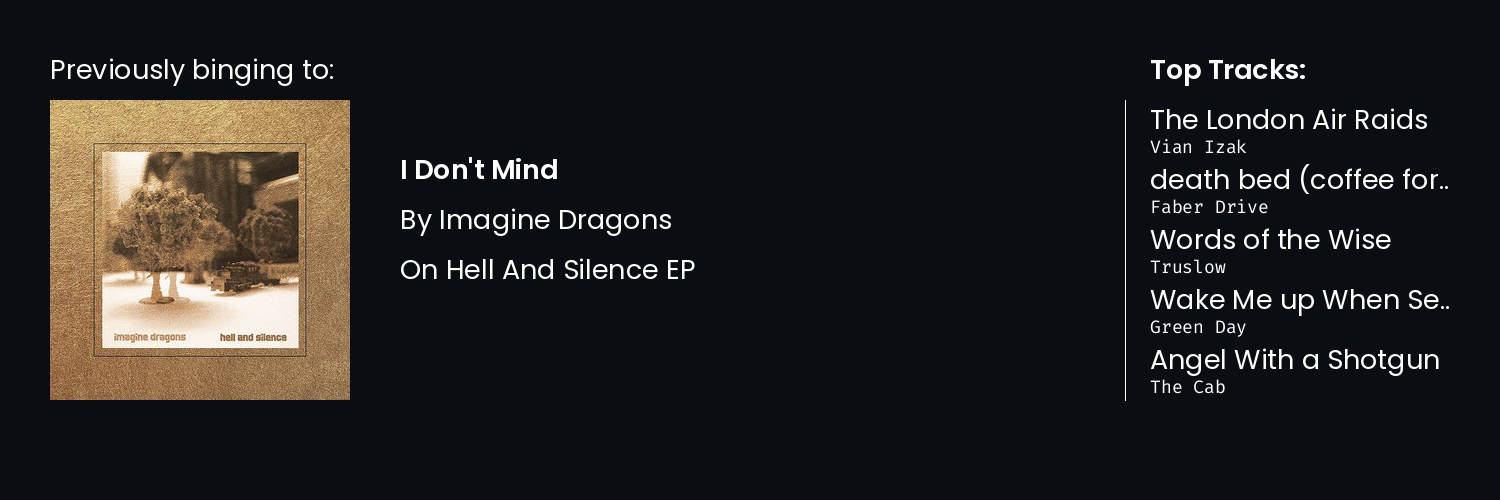 Previously binging to:
imagine dragons
hell and silence
I Don't Mind
By Imagine Dragons
On Hell And Silence EP
Top Tracks:
The London Air Raids
Vian Izak
death bed (coffee for..
Faber Drive
Words of the Wise
Truslow
Wake Me up When Se..
Green Day
Angel With a Shotgun
The Cab